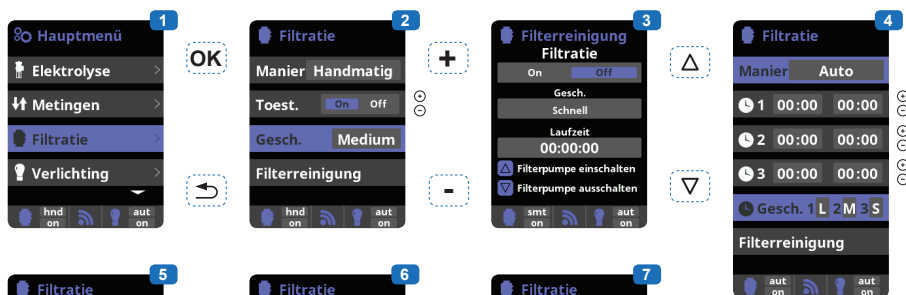 1
Hauptmenü
Elektrolyse
Metingen
Filtratie
Verlichting
hnd
on
aut
on
OK
2
Filtratie
Manier Handmatig
Toest. On Off
Gesch. Medium
Filterreinigung
hnd
on
aut
on
+
-
3
Filterreinigung
Filtratie
On Off
Gesch.
Schnell
Laufzeit
00:00:00
Filterpumpe einschalten
Filterpumpe ausschalten
smt
on
aut
on
4
Filtratie
Manier Auto
1 00:00 00:00
2 00:00 00:00
3 00:00 00:00
Gesch. 1 L 2 M 3 S
Filterreinigung
aut
on
aut
on
5
Filtratie
6
Filtratie
7
Filtratie